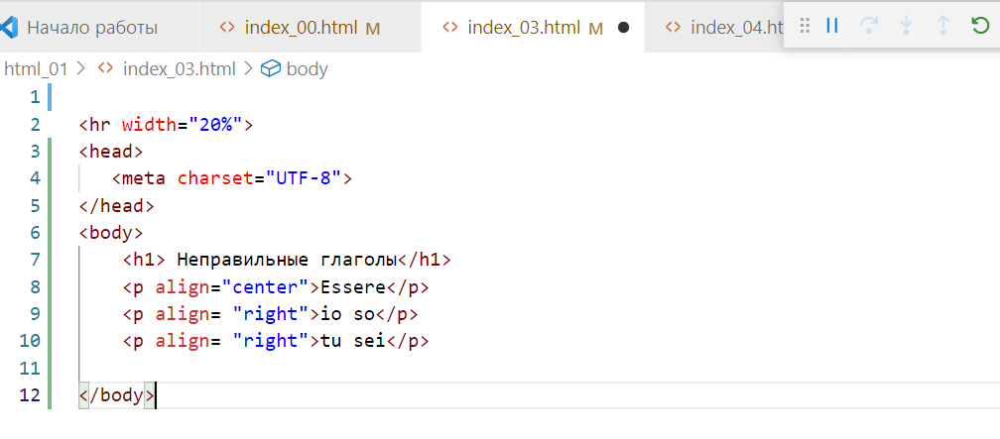 Начало работы index_00.html M index_03.html M index_04.ht
html_01 index_03.html body
1
2 <hr width="20%">
3 <head>
4 <meta charset="UTF-8">
5 </head>
6 <body>
7 <h1> Неправильные глаголы</h1>
8 <p align="center">Essere</p>
9 <p align= "right">io so</p>
10 <p align= "right">tu sei</p>
11
12 </body>